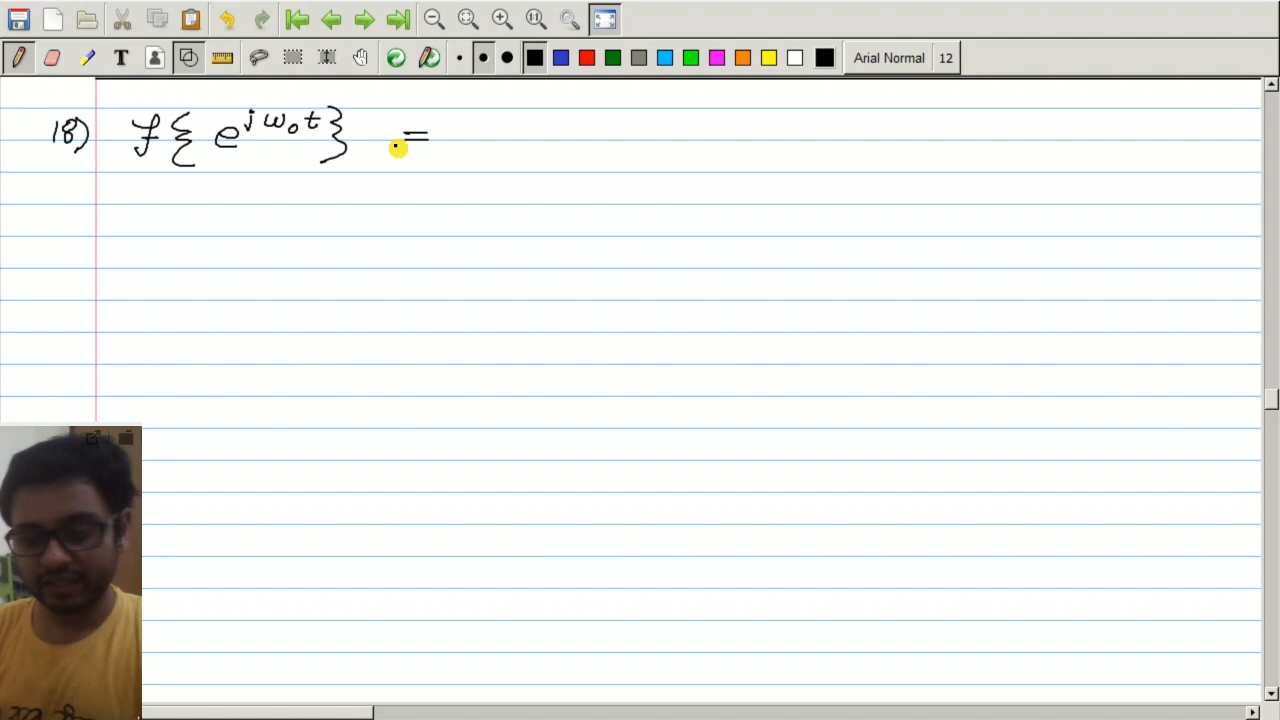 T Arial Normal 12
18) ℱ{ e^{jω₀t} } =